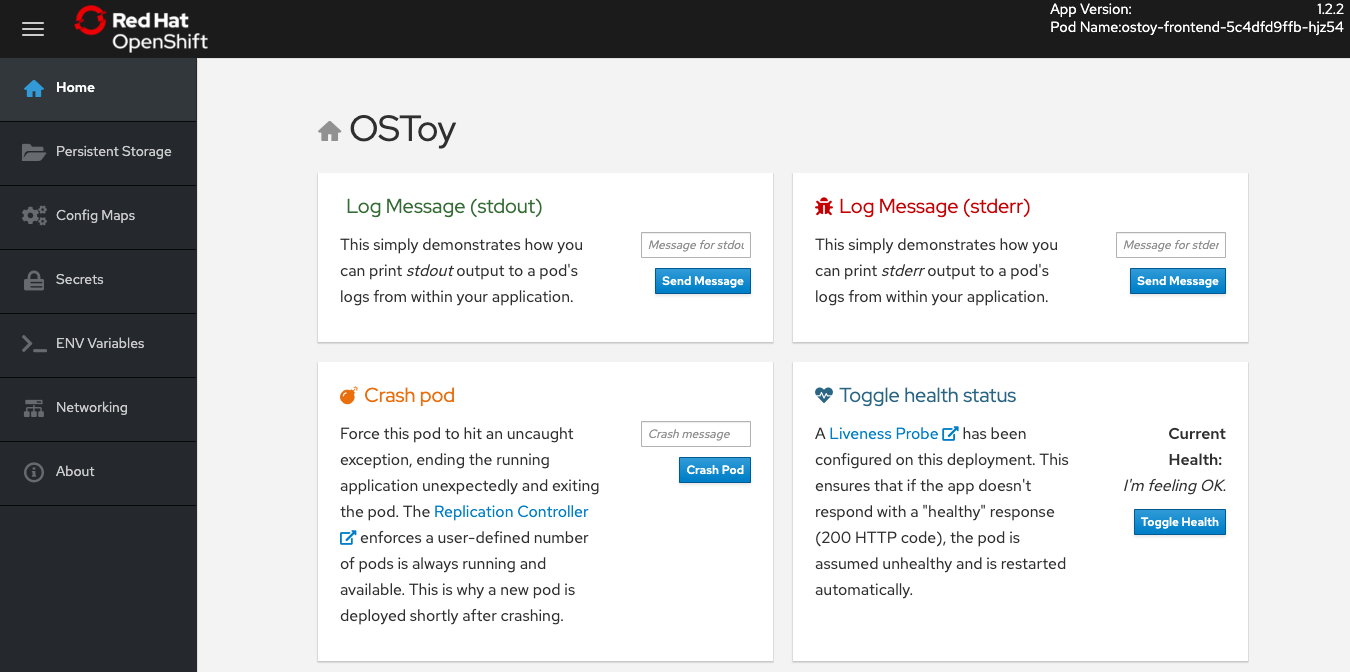 Red Hat
OpenShift
App Version: 1.2.2
Pod Name:ostoy-frontend-5c4dfd9ffb-hjz54
Home
Persistent Storage
Config Maps
Secrets
ENV Variables
Networking
About
OSToy
Log Message (stdout)
This simply demonstrates how you
can print stdout output to a pod's
logs from within your application.
Message for stdou
Send Message
Log Message (stderr)
This simply demonstrates how you
can print stderr output to a pod's
logs from within your application.
Message for stder
Send Message
Crash pod
Force this pod to hit an uncaught
exception, ending the running
application unexpectedly and exiting
the pod. The Replication Controller
enforces a user-defined number
of pods is always running and
available. This is why a new pod is
deployed shortly after crashing.
Crash message
Crash Pod
Toggle health status
A Liveness Probe has been
configured on this deployment. This
ensures that if the app doesn't
respond with a "healthy" response
(200 HTTP code), the pod is
assumed unhealthy and is restarted
automatically.
Current
Health:
I'm feeling OK.
Toggle Health